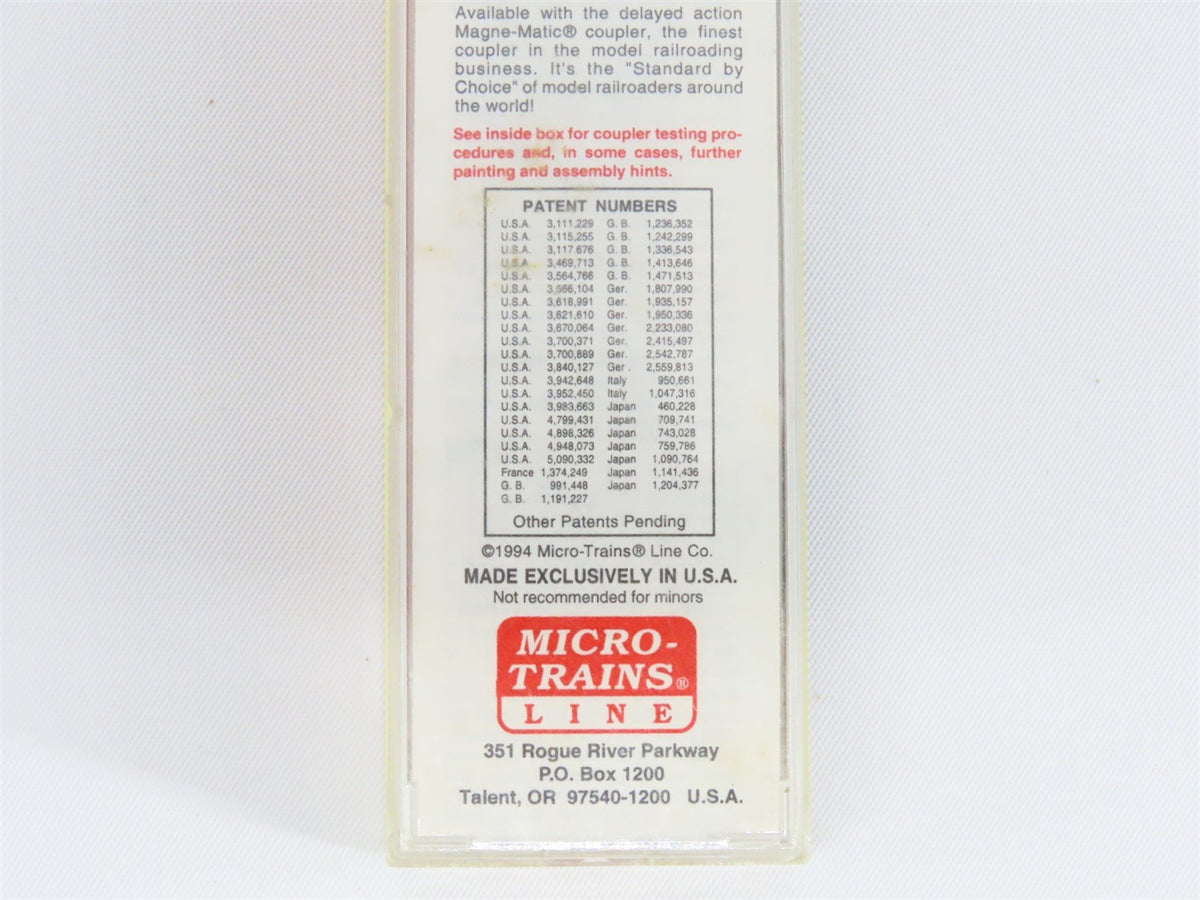 Available with the delayed action
Magne-Matic® coupler, the finest
coupler in the model railroading
business. It's the "Standard by
Choice" of model railroaders around
the world!
See inside box for coupler testing pro-
cedures and, in some cases, further
painting and assembly hints.
PATENT NUMBERS
U.S.A. 3,111,229 G. B. 1,236,352
U.S.A. 3,115,255 G. B. 1,242,299
U.S.A. 3,117,676 G. B. 1,336,543
U.S.A. 3,469,713 G. B. 1,413,646
U.S.A. 3,564,766 G. B. 1,471,513
U.S.A. 3,566,104 Ger. 1,807,990
U.S.A. 3,618,991 Ger. 1,935,157
U.S.A. 3,621,610 Ger. 1,950,336
U.S.A. 3,670,064 Ger. 2,233,080
U.S.A. 3,700,371 Ger. 2,415,497
U.S.A. 3,700,889 Ger. 2,542,787
U.S.A. 3,840,127 Ger . 2,559,813
U.S.A. 3,942,648 Italy 950,661
U.S.A. 3,952,450 Italy 1,047,316
U.S.A. 3,983,663 Japan 460,228
U.S.A. 4,799,431 Japan 709,741
U.S.A. 4,898,326 Japan 743,028
U.S.A. 4,948,073 Japan 759,786
U.S.A. 5,090,332 Japan 1,090,764
France 1,374,249 Japan 1,141,436
G. B. 991,448 Japan 1,204,377
G. B. 1,191,227
Other Patents Pending
©1994 Micro-Trains® Line Co.
MADE EXCLUSIVELY IN U.S.A.
Not recommended for minors
MICRO-
TRAINS®
LINE
351 Rogue River Parkway
P.O. Box 1200
Talent, OR 97540-1200 U.S.A.